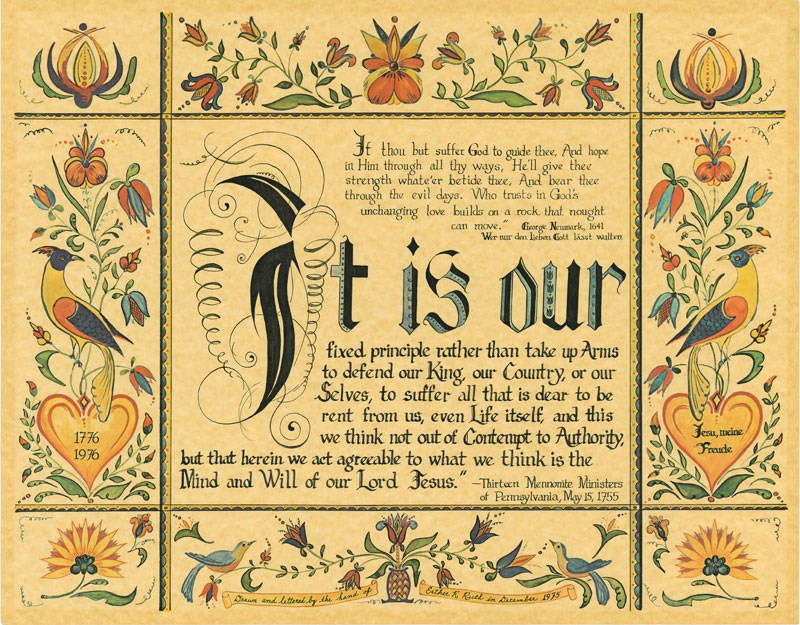 If thou but suffer God to guide thee, And hope
in Him through all thy ways, He'll give thee
strength whate'er betide thee, And bear thee
through the evil days. Who trusts in God's
unchanging love builds on a rock that nought
can move." George Neumark, 1641
Wer nur den lieben Gott lässt walten
It is our
fixed principle rather than take up Arms
to defend our King, our Country, or our
Selves, to suffer all that is dear to be
rent from us, even Life itself, and this
we think not out of Contempt to Authority,
but that herein we act agreeable to what we think is the
Mind and Will of our Lord Jesus."
—Thirteen Mennonite Ministers
of Pennsylvania, May 15, 1755
1776
1976
Jesu, meine
Freude
Drawn and lettered by the hand of
Esther K. Ruth in December 1975